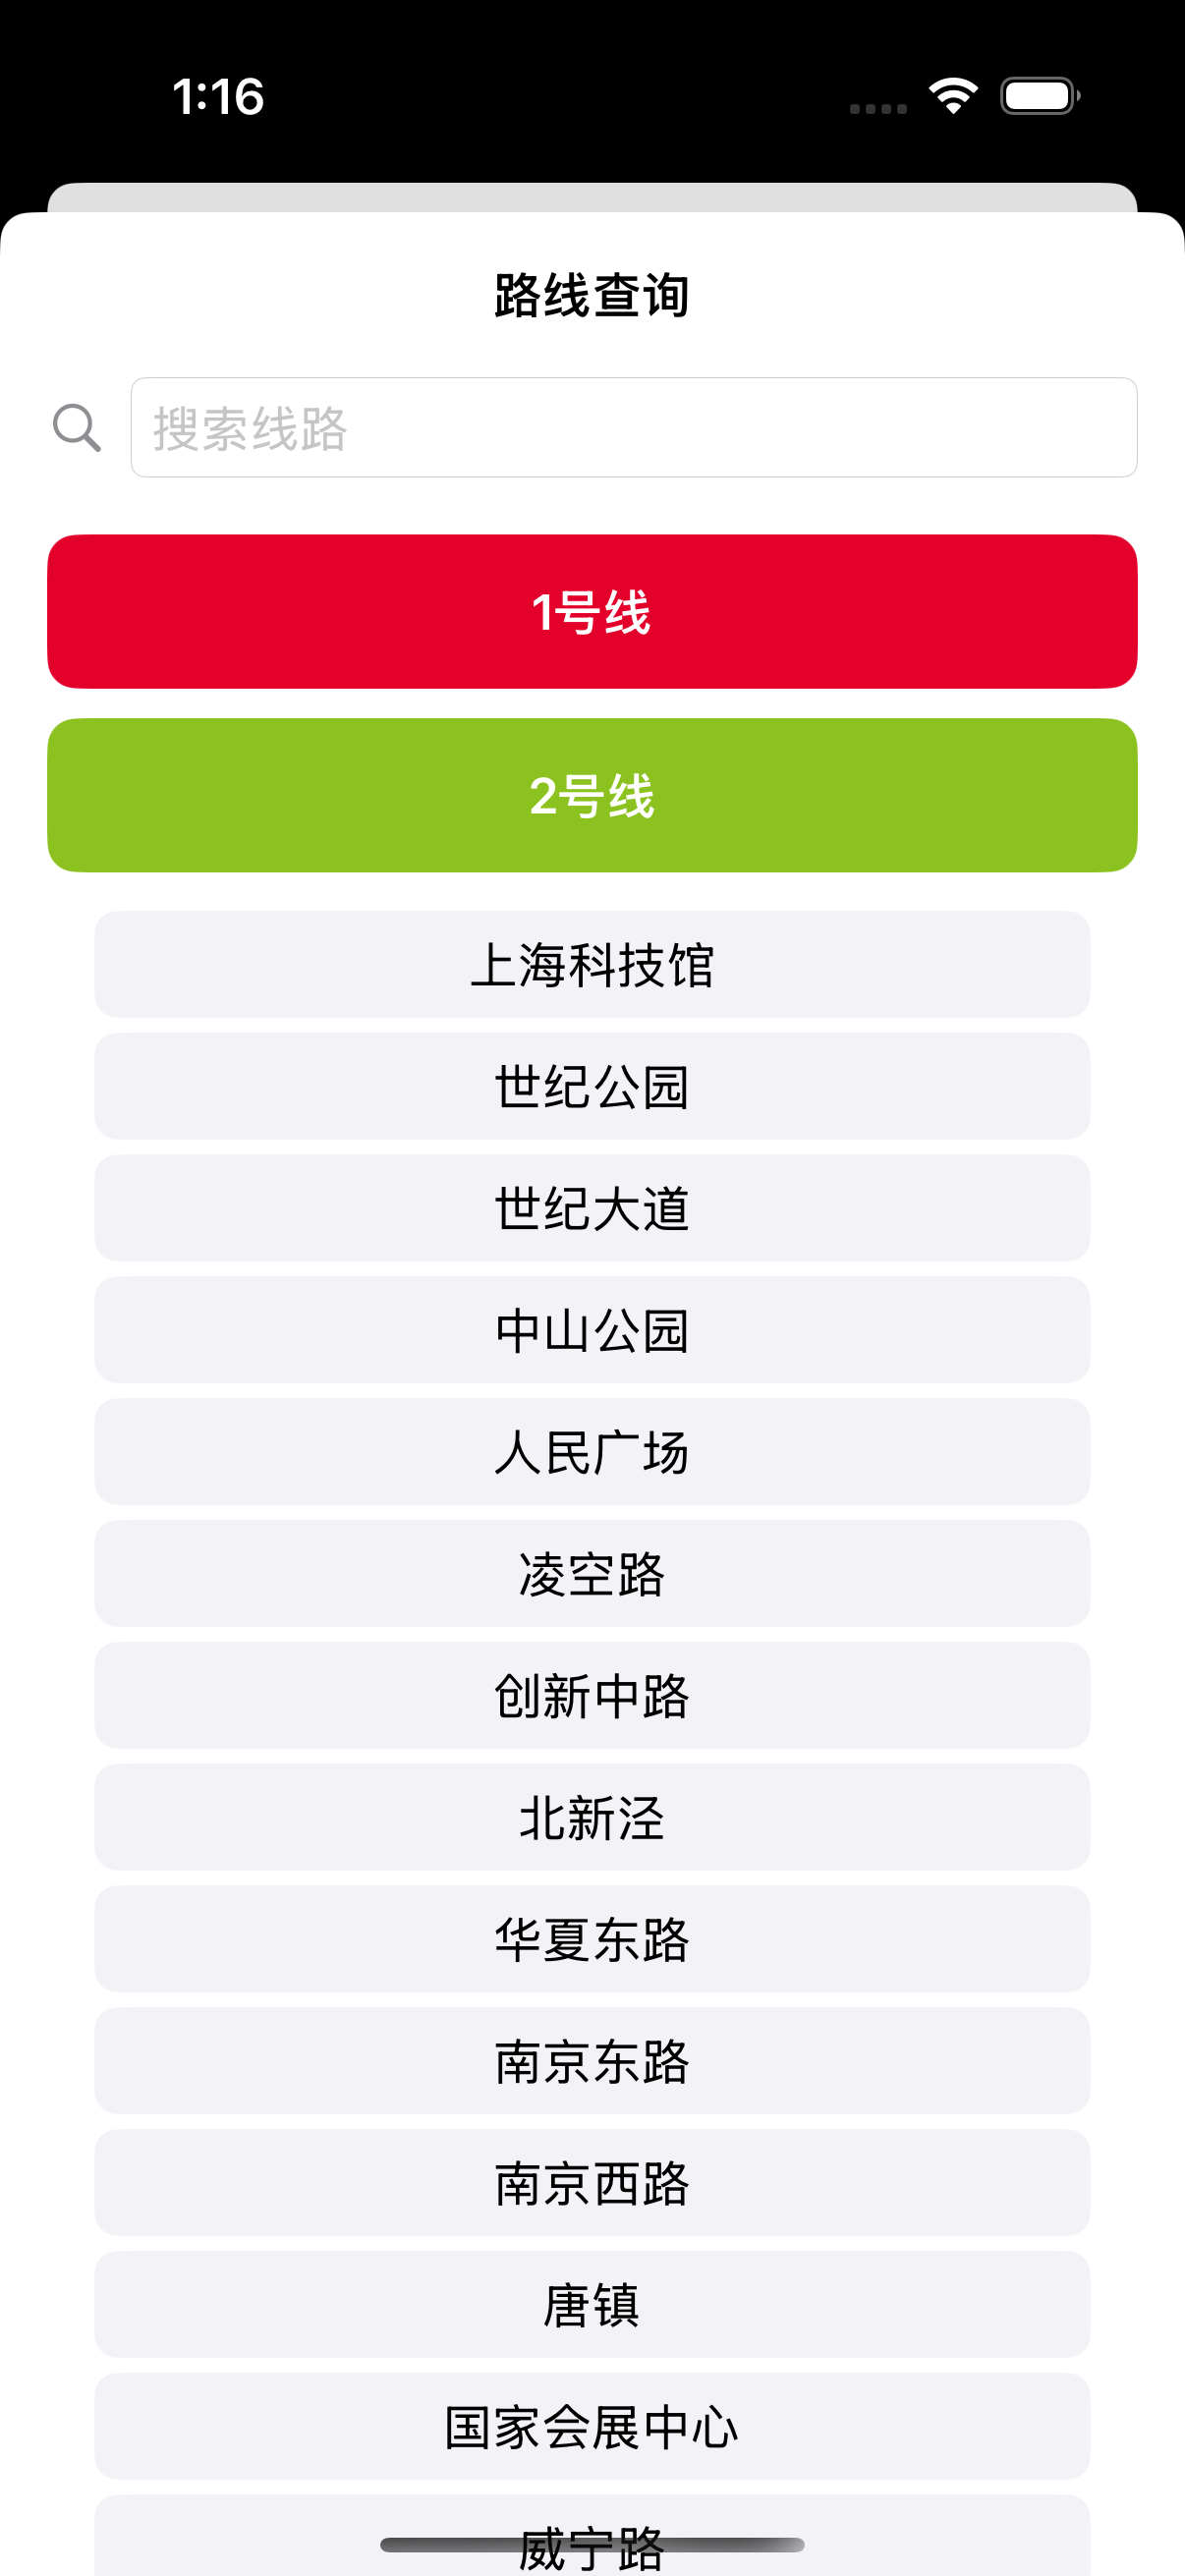 1:16
路线查询
搜索线路
1号线
2号线
上海科技馆
世纪公园
世纪大道
中山公园
人民广场
凌空路
创新中路
北新泾
华夏东路
南京东路
南京西路
唐镇
国家会展中心
威宁路